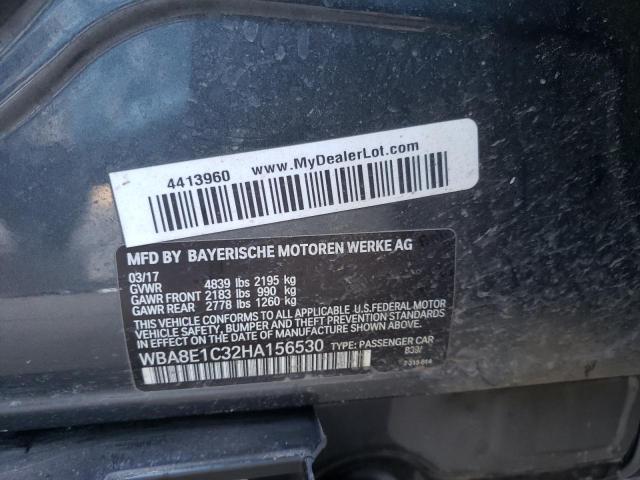 4413960 www.MyDealerLot.com
MFD BY BAYERISCHE MOTOREN WERKE AG
03/17
GVWR 4839 lbs 2195 kg
GAWR FRONT 2183 lbs 990 kg
GAWR REAR 2778 lbs 1260 kg
THIS VEHICLE CONFORMS TO ALL APPLICABLE U.S.FEDERAL MOTOR
VEHICLE SAFETY, BUMPER AND THEFT PREVENTION STANDARDS
IN EFFECT ON THE DATE OF MANUFACTURE SHOWN ABOVE.
WBA8E1C32HA156530 TYPE: PASSENGER CAR